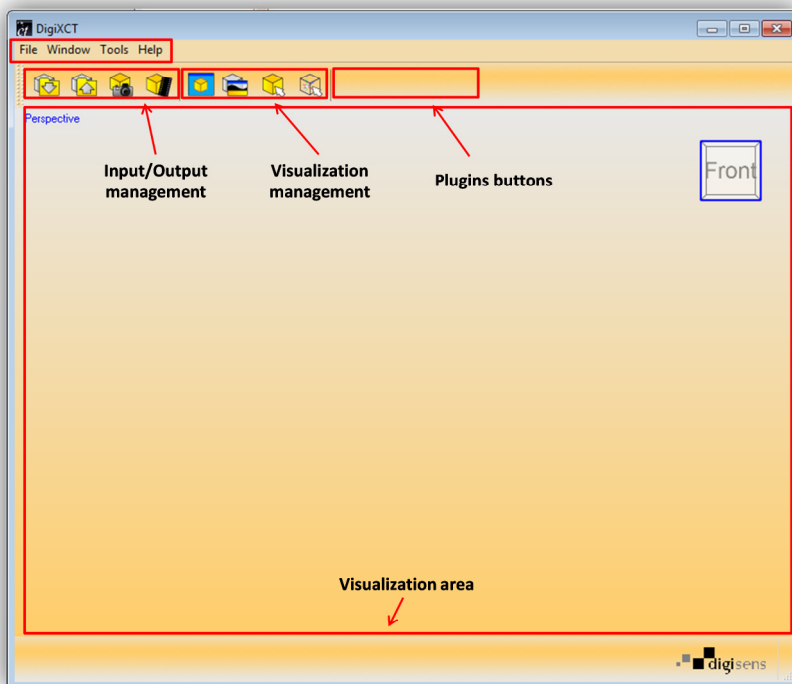 DigiXCT
File Window Tools Help
Perspective
Front
Input/Output
management
Visualization
management
Plugins buttons
Visualization area
digisens